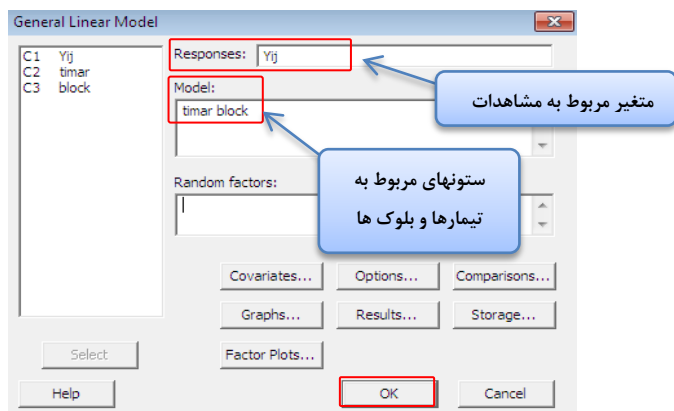 General Linear Model
C1 Yij
C2 timar
C3 block
Responses: Yij
Model:
timar block
متغیر مربوط به مشاهدات
ستونهای مربوط به
تیمارها و بلوک ها
Random factors:
Covariates... Options... Comparisons...
Graphs... Results... Storage...
Select Factor Plots...
Help OK Cancel